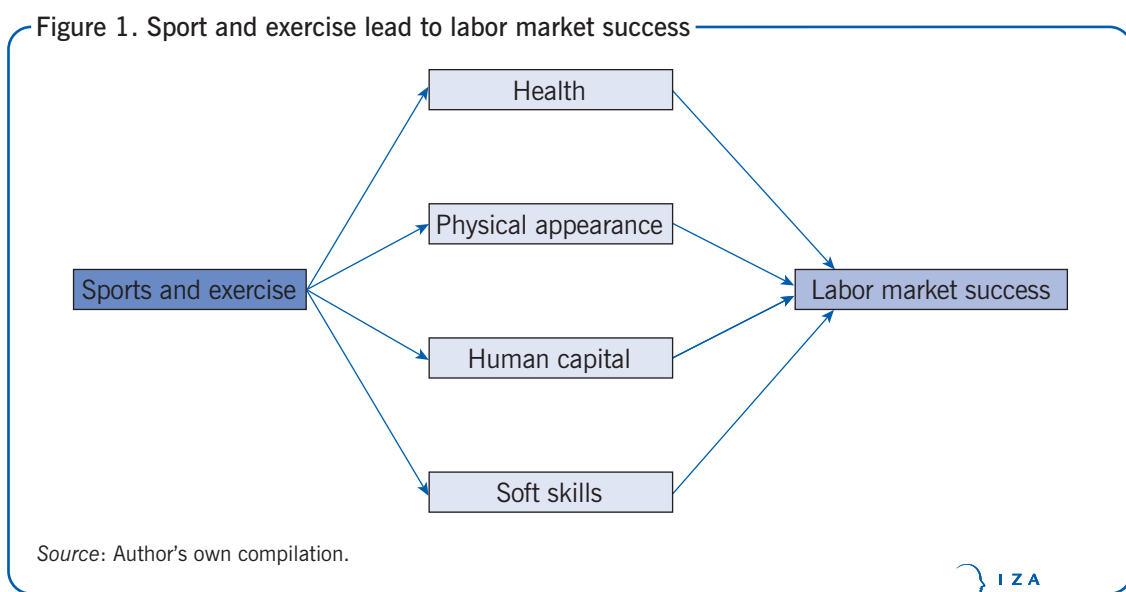 Figure 1. Sport and exercise lead to labor market success
Health
Physical appearance
Sports and exercise
Labor market success
Human capital
Soft skills
Source: Author's own compilation.
I Z A